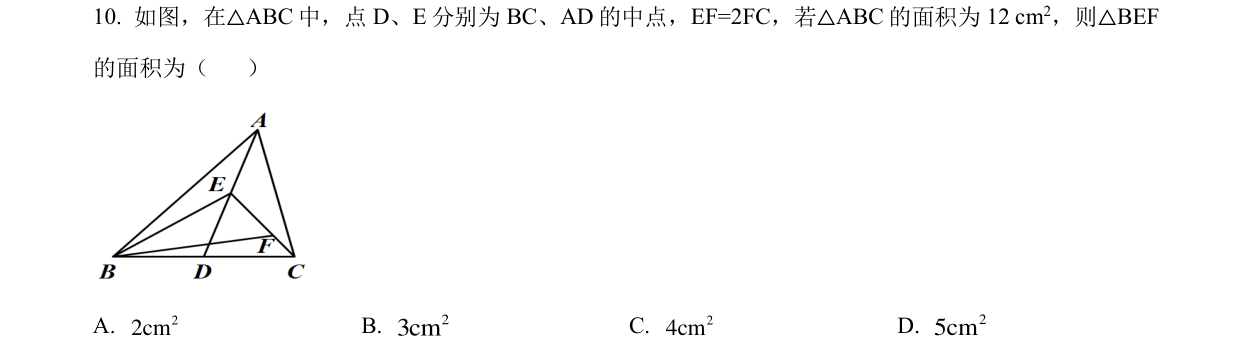 10. 如图，在△ABC 中，点 D、E 分别为 BC、AD 的中点，EF=2FC，若△ABC 的面积为 12 cm²，则△BEF
的面积为（  ）
A
E
F
B D C
A. 2cm² B. 3cm² C. 4cm² D. 5cm²